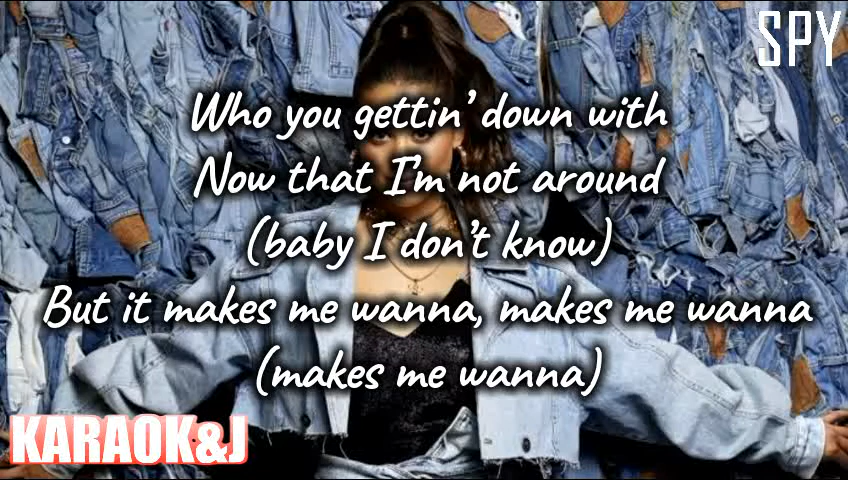 SPY
Who you gettin' down with
Now that I'm not around
(baby I don't know)
But it makes me wanna, makes me wanna
(makes me wanna)
KARAOK&J